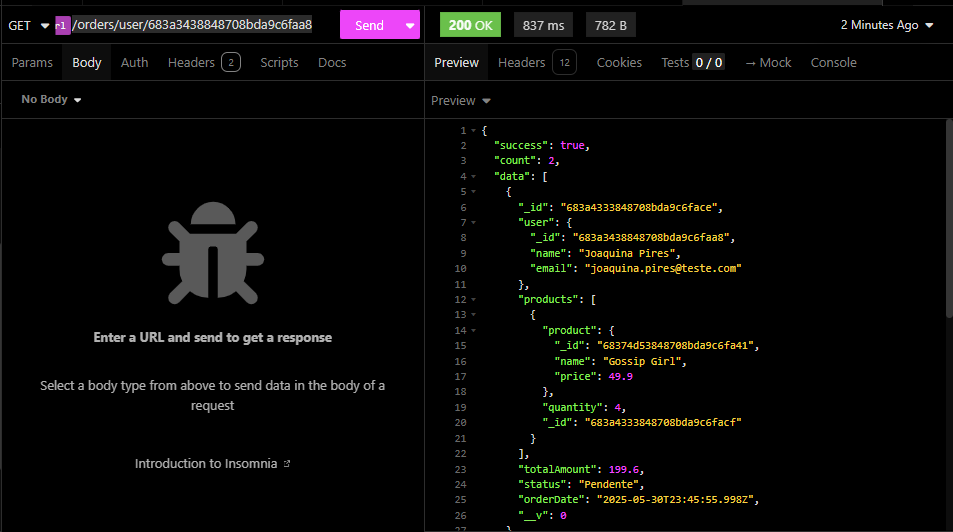 GET r1 /orders/user/683a3438848708bda9c6faa8 Send 200 OK 837 ms 782 B 2 Minutes Ago
Params Body Auth Headers 2 Scripts Docs
Preview Headers 12 Cookies Tests 0 / 0 → Mock Console
No Body
Enter a URL and send to get a response
Select a body type from above to send data in the body of a
request
Introduction to Insomnia
Preview
1 {
2 "success": true,
3 "count": 2,
4 "data": [
5 {
6 "_id": "683a4333848708bda9c6face",
7 "user": {
8 "_id": "683a3438848708bda9c6faa8",
9 "name": "Joaquina Pires",
10 "email": "joaquina.pires@teste.com"
11 },
12 "products": [
13 {
14 "product": {
15 "_id": "68374d53848708bda9c6fa41",
16 "name": "Gossip Girl",
17 "price": 49.9
18 },
19 "quantity": 4,
20 "_id": "683a4333848708bda9c6facf"
21 }
22 ],
23 "totalAmount": 199.6,
24 "status": "Pendente",
25 "orderDate": "2025-05-30T23:45:55.998Z",
26 "__v": 0
27 }